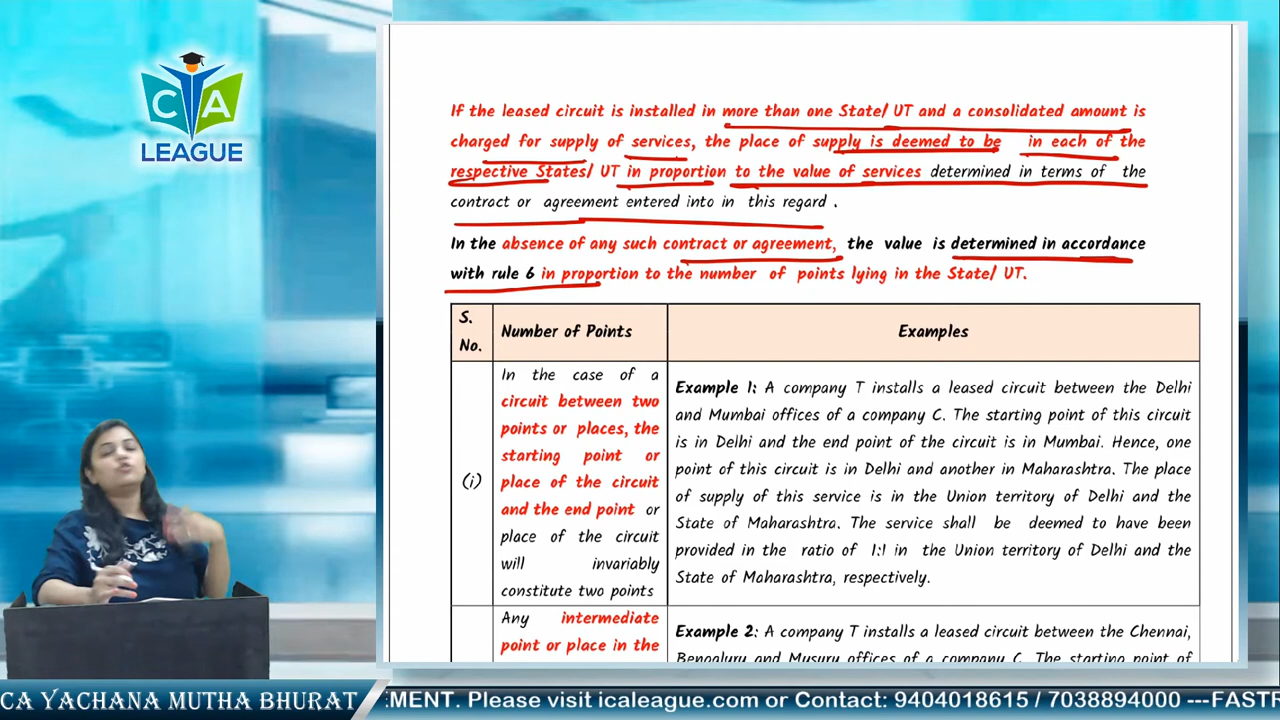 CA
LEAGUE
If the leased circuit is installed in more than one State/ UT and a consolidated amount is
charged for supply of services, the place of supply is deemed to be in each of the
respective States/ UT in proportion to the value of services determined in terms of the
contract or agreement entered into in this regard .
In the absence of any such contract or agreement, the value is determined in accordance
with rule 6 in proportion to the number of points lying in the State/ UT.
S.
No.
Number of Points
Examples
(i)
In the case of a
circuit between two
points or places, the
starting point or
place of the circuit
and the end point or
place of the circuit
will invariably
constitute two points
Example 1: A company T installs a leased circuit between the Delhi
and Mumbai offices of a company C. The starting point of this circuit
is in Delhi and the end point of the circuit is in Mumbai. Hence, one
point of this circuit is in Delhi and another in Maharashtra. The place
of supply of this service is in the Union territory of Delhi and the
State of Maharashtra. The service shall be deemed to have been
provided in the ratio of 1:1 in the Union territory of Delhi and the
State of Maharashtra, respectively.
Any intermediate
point or place in the
Example 2: A company T installs a leased circuit between the Chennai,
Bengaluru and Mysuru offices of a company C. The starting point of
CA YACHANA MUTHA BHURAT
EMENT. Please visit icaleague.com or Contact: 9404018615 / 7038894000 ---FASTR